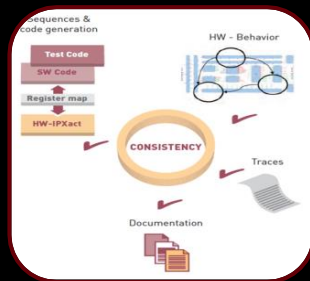 Sequences &
code generation
Test Code
SW Code
Register map
HW-IPXact
HW - Behavior
CONSISTENCY
Traces
Documentation